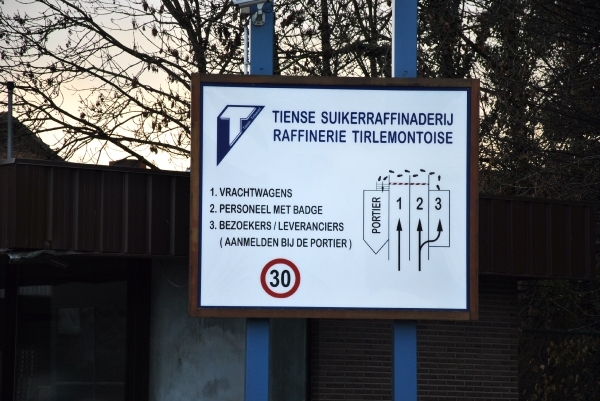 T
TIENSE SUIKERRAFFINADERIJ
RAFFINERIE TIRLEMONTOISE
1. VRACHTWAGENS
2. PERSONEEL MET BADGE
3. BEZOEKERS / LEVERANCIERS
( AANMELDEN BIJ DE PORTIER )
PORTIER
1 2 3
30